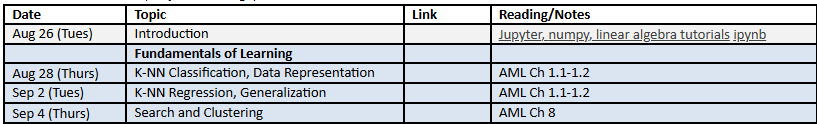 Date Topic Link Reading/Notes
Aug 26 (Tues) Introduction Jupyter, numpy, linear algebra tutorials ipynb
Fundamentals of Learning
Aug 28 (Thurs) K-NN Classification, Data Representation AML Ch 1.1-1.2
Sep 2 (Tues) K-NN Regression, Generalization AML Ch 1.1-1.2
Sep 4 (Thurs) Search and Clustering AML Ch 8